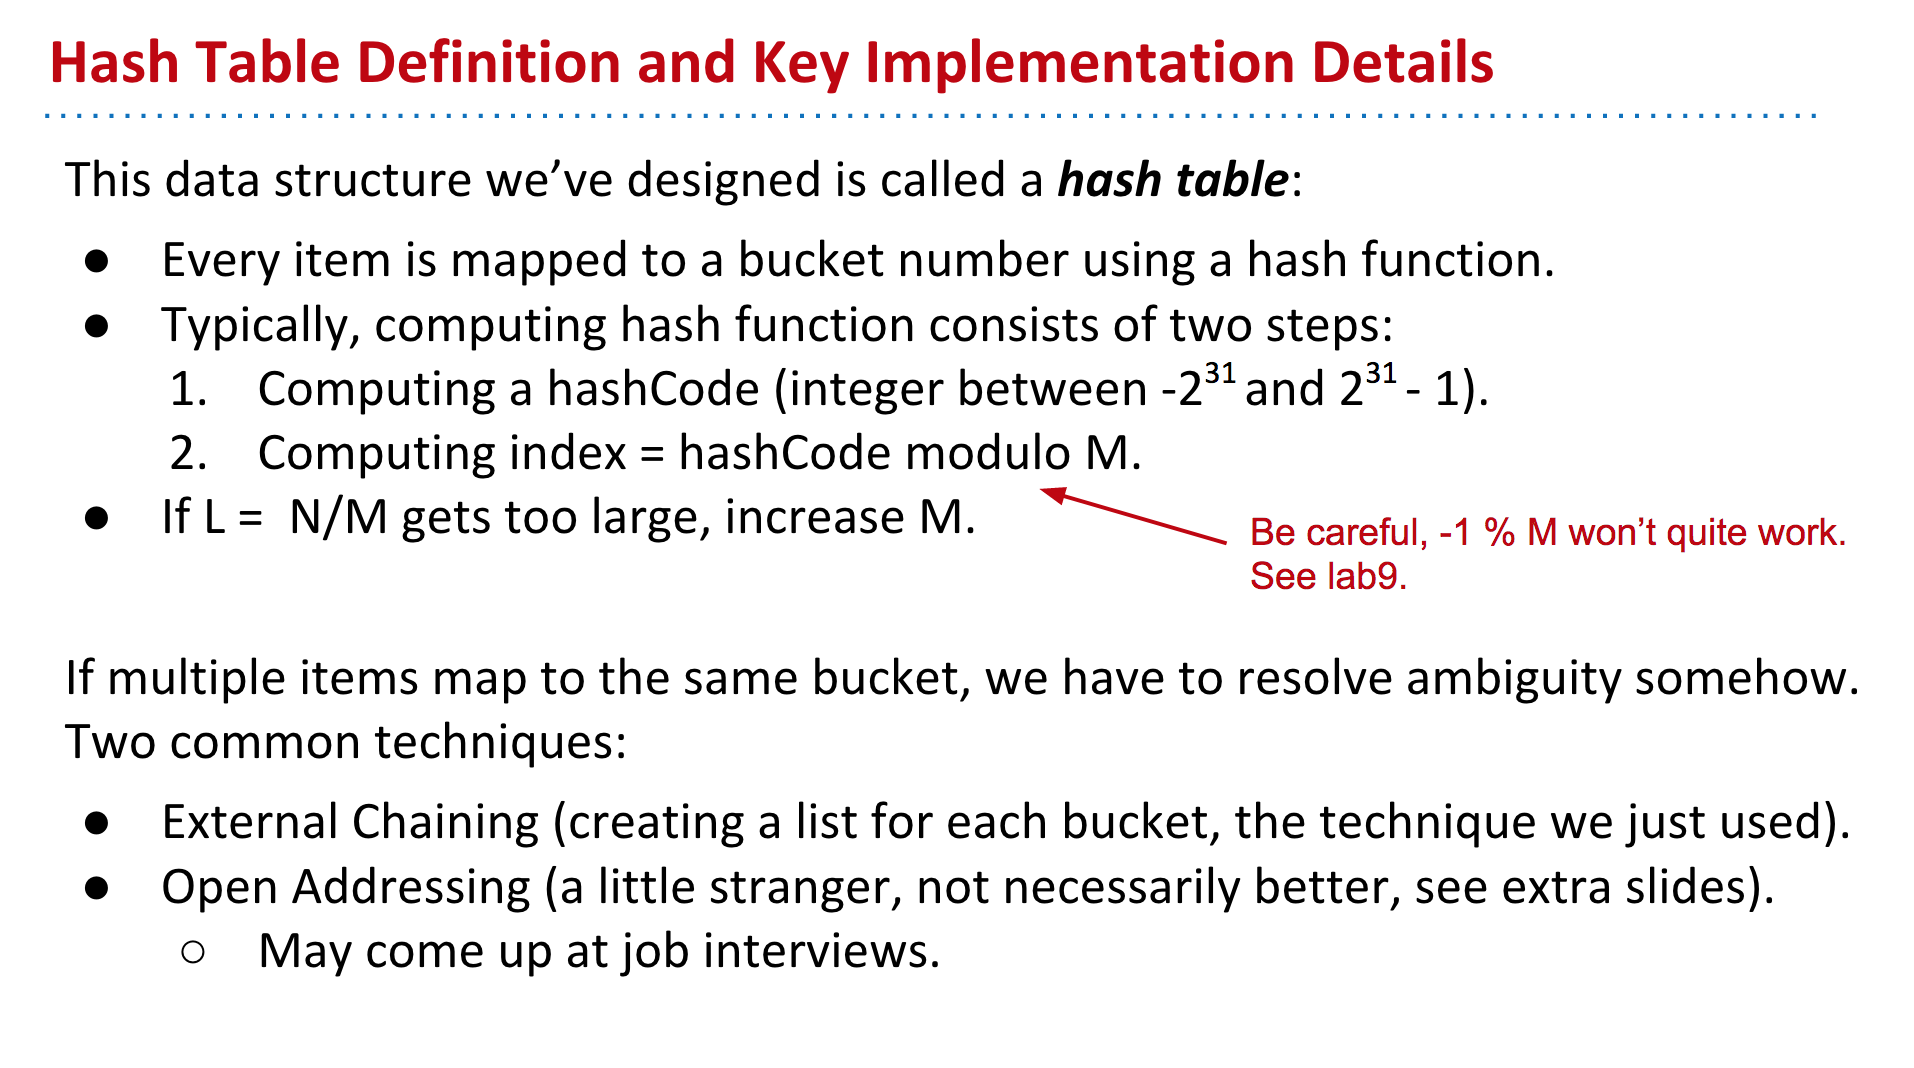 Hash Table Definition and Key Implementation Details
This data structure we’ve designed is called a hash table:
● Every item is mapped to a bucket number using a hash function.
● Typically, computing hash function consists of two steps:
1. Computing a hashCode (integer between -2³¹ and 2³¹ - 1).
2. Computing index = hashCode modulo M.
● If L = N/M gets too large, increase M.
Be careful, -1 % M won’t quite work.
See lab9.
If multiple items map to the same bucket, we have to resolve ambiguity somehow.
Two common techniques:
● External Chaining (creating a list for each bucket, the technique we just used).
● Open Addressing (a little stranger, not necessarily better, see extra slides).
○ May come up at job interviews.